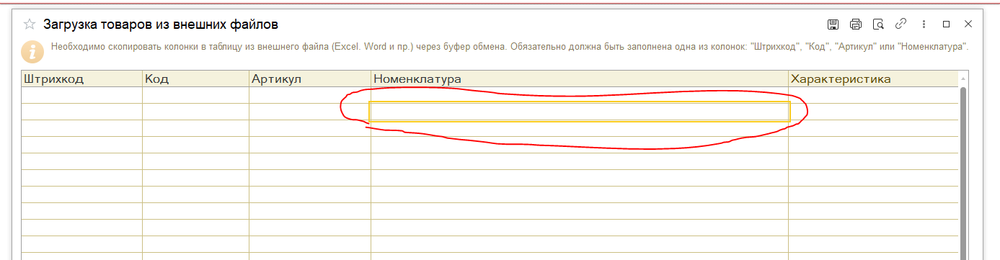 Загрузка товаров из внешних файлов
Необходимо скопировать колонки в таблицу из внешнего файла (Excel. Word и пр.) через буфер обмена. Обязательно должна быть заполнена одна из колонок: "Штрихкод", "Код", "Артикул" или "Номенклатура".
Штрихкод Код Артикул Номенклатура Характеристика